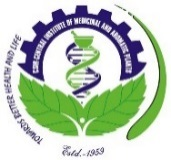 CSIR-CENTRAL INSTITUTE OF MEDICINAL AND AROMATIC PLANTS
TOWARDS BETTER HEALTH AND LIFE
Estd.-1959